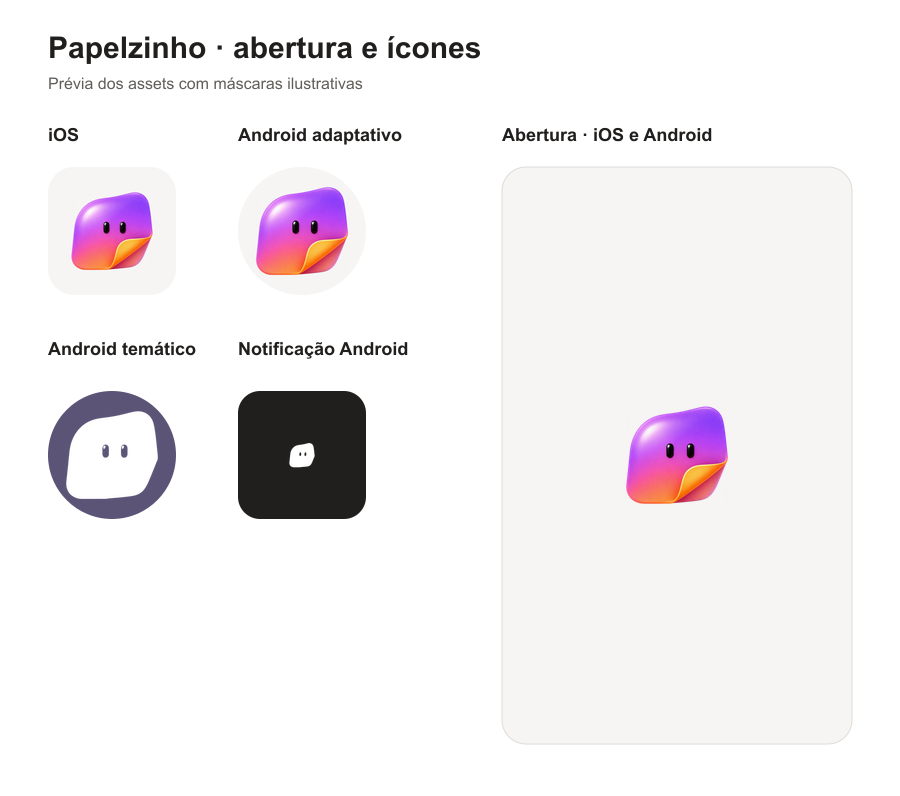 Papelzinho · abertura e ícones
Prévia dos assets com máscaras ilustrativas
iOS
Android adaptativo
Abertura · iOS e Android
Android temático
Notificação Android